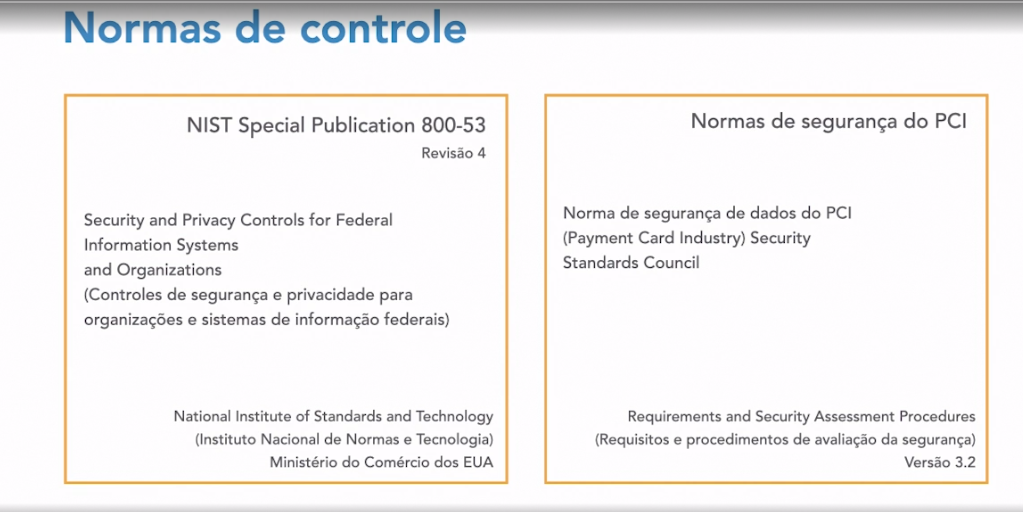 Normas de controle
NIST Special Publication 800-53
Revisão 4
Security and Privacy Controls for Federal
Information Systems
and Organizations
(Controles de segurança e privacidade para
organizações e sistemas de informação federais)
National Institute of Standards and Technology
(Instituto Nacional de Normas e Tecnologia)
Ministério do Comércio dos EUA
Normas de segurança do PCI
Norma de segurança de dados do PCI
(Payment Card Industry) Security
Standards Council
Requirements and Security Assessment Procedures
(Requisitos e procedimentos de avaliação da segurança)
Versão 3.2